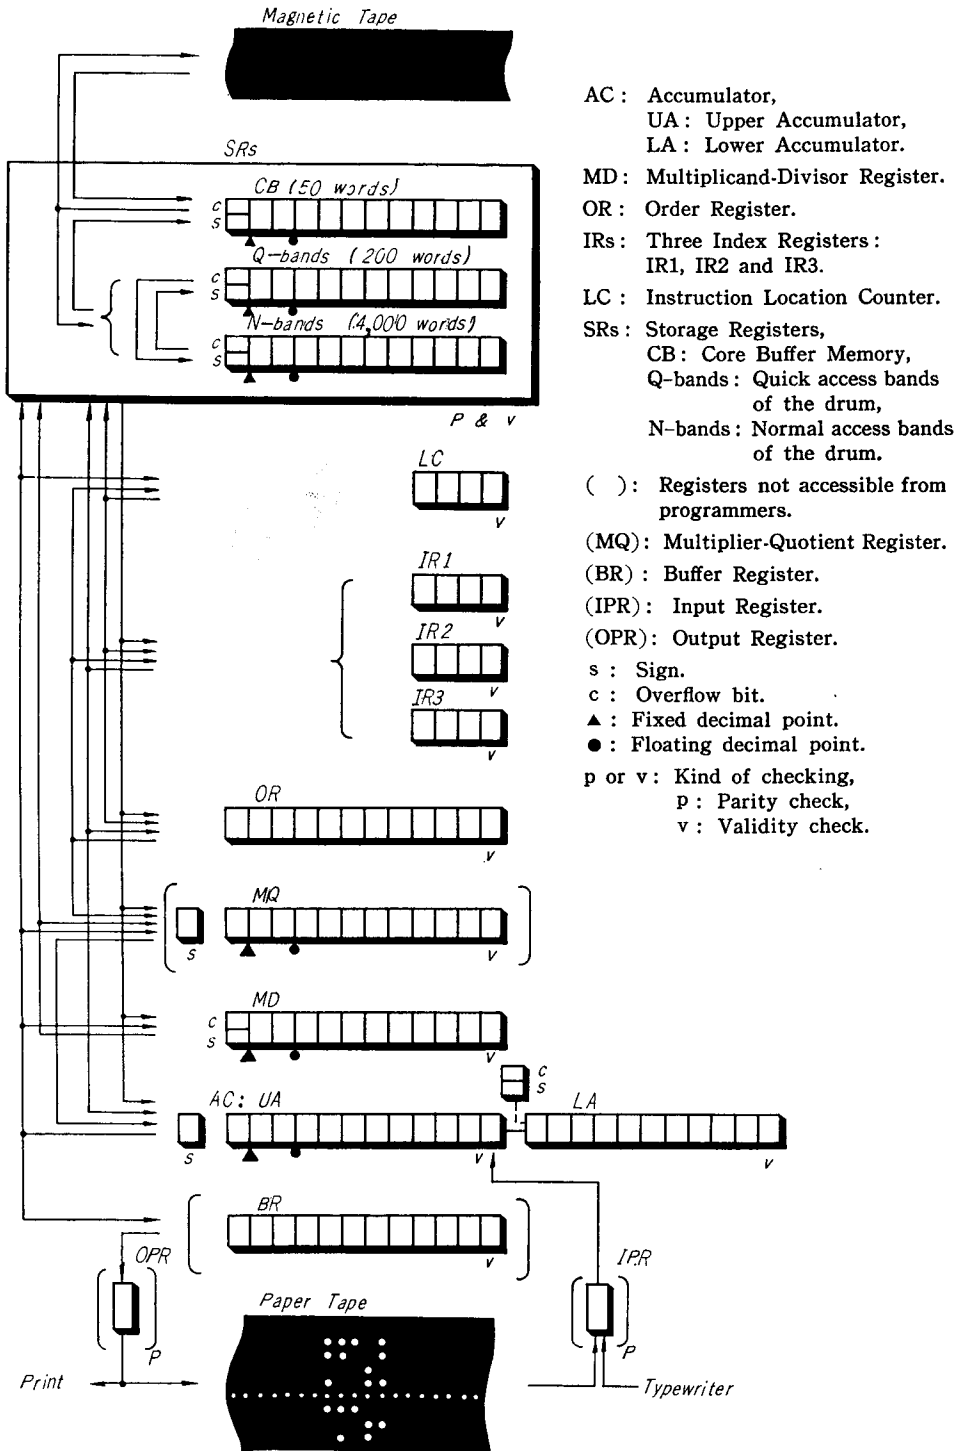 Magnetic Tape
SRs
CB (50 words)
c
s
Q-bands (200 words)
c
s
N-bands (4,000 words)
c
s
P & v
LC
v
IR1
v
IR2
v
IR3
v
OR
v
MQ
s
v
MD
c
s
v
c
s
AC: UA
LA
s
v
v
BR
v
OPR
P
IPR
P
Paper Tape
Print
Typewriter
AC : Accumulator,
UA : Upper Accumulator,
LA : Lower Accumulator.
MD : Multiplicand-Divisor Register.
OR : Order Register.
IRs : Three Index Registers :
IR1, IR2 and IR3.
LC : Instruction Location Counter.
SRs : Storage Registers,
CB : Core Buffer Memory,
Q-bands : Quick access bands
of the drum,
N-bands : Normal access bands
of the drum.
( ) : Registers not accessible from
programmers.
(MQ) : Multiplier-Quotient Register.
(BR) : Buffer Register.
(IPR) : Input Register.
(OPR) : Output Register.
s : Sign.
c : Overflow bit.
▲ : Fixed decimal point.
● : Floating decimal point.
p or v : Kind of checking,
p : Parity check,
v : Validity check.